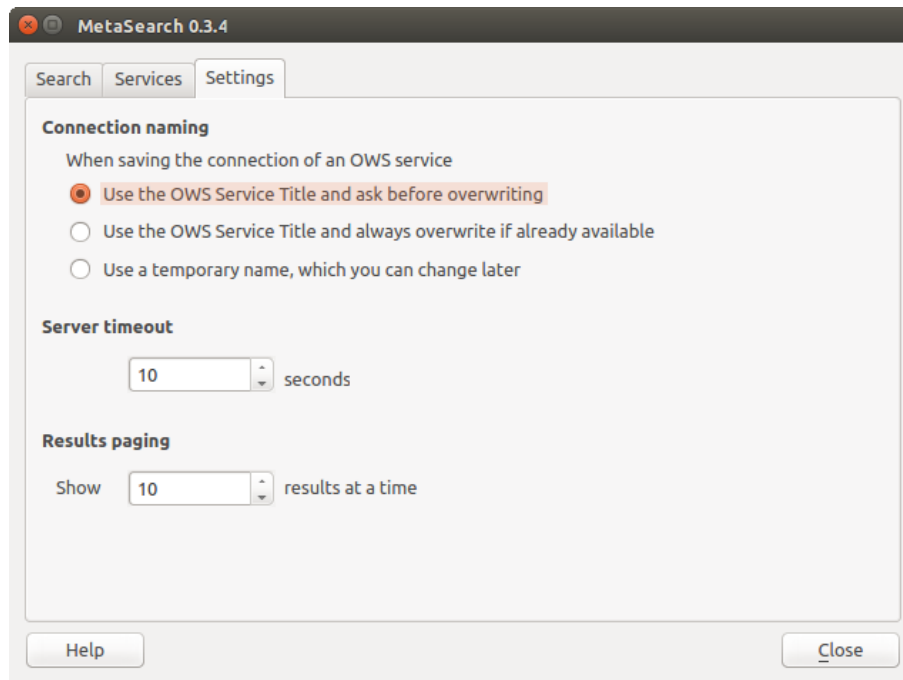 MetaSearch 0.3.4
Search Services Settings
Connection naming
When saving the connection of an OWS service
Use the OWS Service Title and ask before overwriting
Use the OWS Service Title and always overwrite if already available
Use a temporary name, which you can change later
Server timeout
10 seconds
Results paging
Show 10 results at a time
Help Close